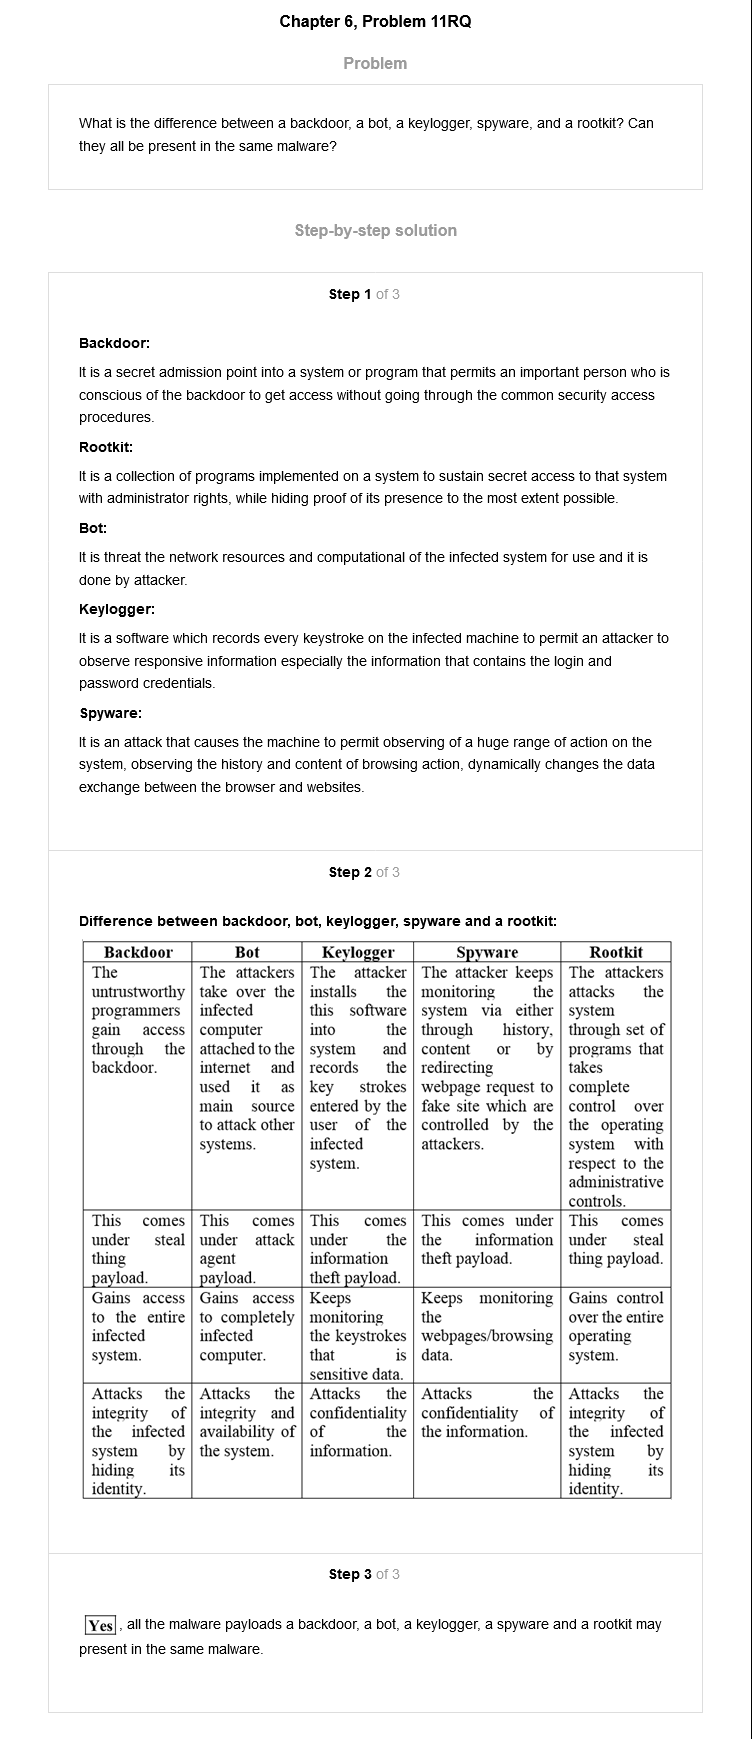 Chapter 6, Problem 11RQ
Problem
What is the difference between a backdoor, a bot, a keylogger, spyware, and a rootkit? Can
they all be present in the same malware?
Step-by-step solution
Step 1 of 3
Backdoor:
It is a secret admission point into a system or program that permits an important person who is
conscious of the backdoor to get access without going through the common security access
procedures.
Rootkit:
It is a collection of programs implemented on a system to sustain secret access to that system
with administrator rights, while hiding proof of its presence to the most extent possible.
Bot:
It is threat the network resources and computational of the infected system for use and it is
done by attacker.
Keylogger:
It is a software which records every keystroke on the infected machine to permit an attacker to
observe responsive information especially the information that contains the login and
password credentials.
Spyware:
It is an attack that causes the machine to permit observing of a huge range of action on the
system, observing the history and content of browsing action, dynamically changes the data
exchange between the browser and websites.
Step 2 of 3
Difference between backdoor, bot, keylogger, spyware and a rootkit:
Backdoor Bot Keylogger Spyware Rootkit
The
untrustworthy
programmers
gain access
through the
backdoor.
The attackers
take over the
infected
computer
attached to the
internet and
used it as
main source
to attack other
systems.
The attacker
installs the
this software
into the
system and
records the
key strokes
entered by the
user of the
infected
system.
The attacker keeps
monitoring the
system via either
through history,
content or by
redirecting
webpage request to
fake site which are
controlled by the
attackers.
The attackers
attacks the
system
through set of
programs that
takes
complete
control over
the operating
system with
respect to the
administrative
controls.
This comes
under steal
thing
payload.
This comes
under attack
agent
payload.
This comes
under the
information
theft payload.
This comes under
the information
theft payload.
This comes
under steal
thing payload.
Gains access
to the entire
infected
system.
Gains access
to completely
infected
computer.
Keeps
monitoring
the keystrokes
that is
sensitive data.
Keeps monitoring
the
webpages/browsing
data.
Gains control
over the entire
operating
system.
Attacks the
integrity of
the infected
system by
hiding its
identity.
Attacks the
integrity and
availability of
the system.
Attacks the
confidentiality
of the
information.
Attacks the
confidentiality of
the information.
Attacks the
integrity of
the infected
system by
hiding its
identity.
Step 3 of 3
Yes , all the malware payloads a backdoor, a bot, a keylogger, a spyware and a rootkit may
present in the same malware.